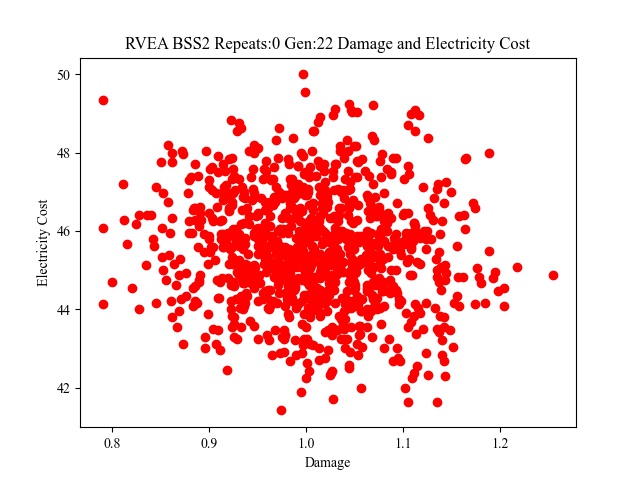 RVEA BSS2 Repeats:0 Gen:22 Damage and Electricity Cost
50
48
46
44
42
Electricity Cost
0.8 0.9 1.0 1.1 1.2
Damage